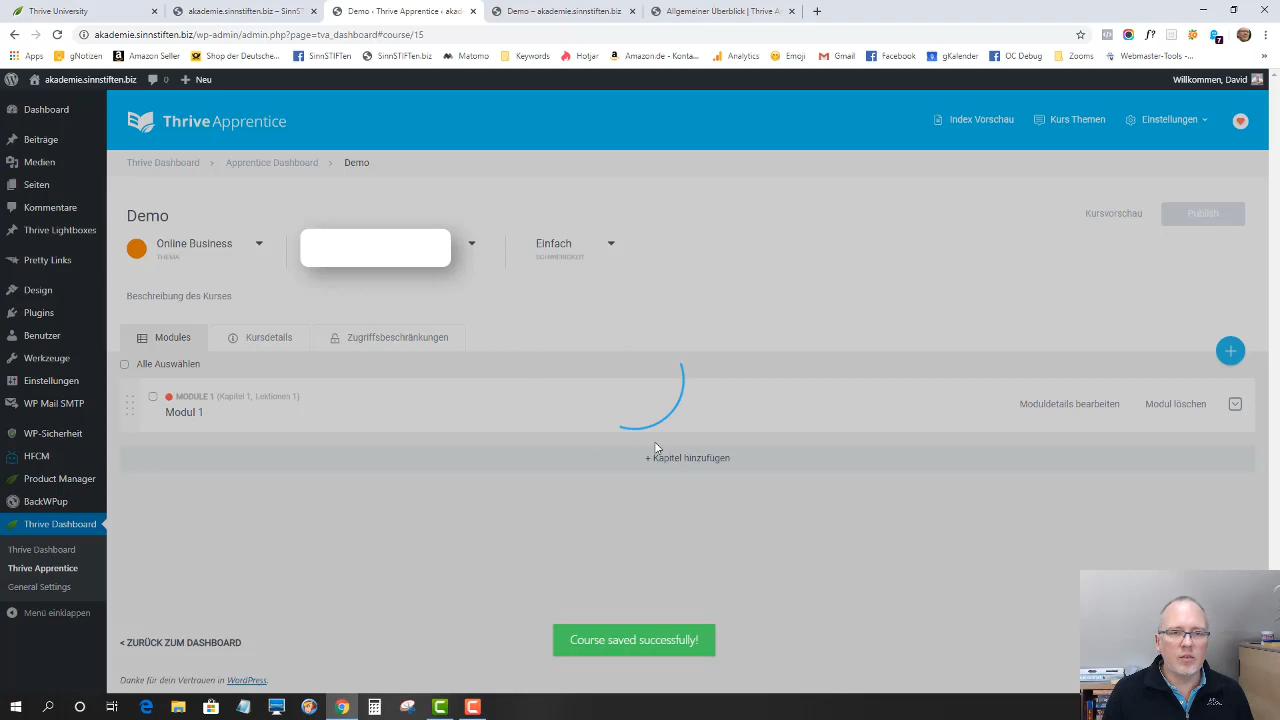 Thrive University
akademie.sinnstiften.biz – SINNST
Demo ‹ Thrive Apprentice ‹ akad
Demo – akademie.sinnstiften.biz
Allgemeiner Überblick | Thrive A
akademie.sinnstiften.biz/wp-admin/admin.php?page=tva_dashboard#course/15
Apps
gNotizen
Amazon Seller
Shop der Deutsche...
SinnSTIFTen
SinnSTIFTen.biz
Matomo
Keywords
Hotjar
Amazon.de - Konta...
Analytics
Emoji
Gmail
Facebook
gKalender
OC Debug
Zooms
Webmaster-Tools -...
akademie.sinnstiften.biz
0
Neu
Willkommen, David
Dashboard
Beiträge
Medien
Seiten
Kommentare
Thrive Lightboxes
Pretty Links
Design
Plugins
Benutzer
Werkzeuge
Einstellungen
WP Mail SMTP
WP-Sicherheit
HFCM
Product Manager
BackWPup
Thrive Dashboard
Thrive Dashboard
Thrive Apprentice
General Settings
Menü einklappen
Thrive Apprentice
Index Vorschau
Kurs Themen
Einstellungen
Thrive Dashboard > Apprentice Dashboard > Demo
Demo
Kursvorschau
Publish
Online Business
THEMA
Einfach
SCHWIERIGKEIT
Beschreibung des Kurses
Modules
Kursdetails
Zugriffsbeschränkungen
Alle Auswählen
MODULE 1 (Kapitel 1, Lektionen 1)
Modul 1
Moduldetails bearbeiten
Modul löschen
+ Kapitel hinzufügen
Course saved successfully!
< ZURÜCK ZUM DASHBOARD
Danke für dein Vertrauen in WordPress.